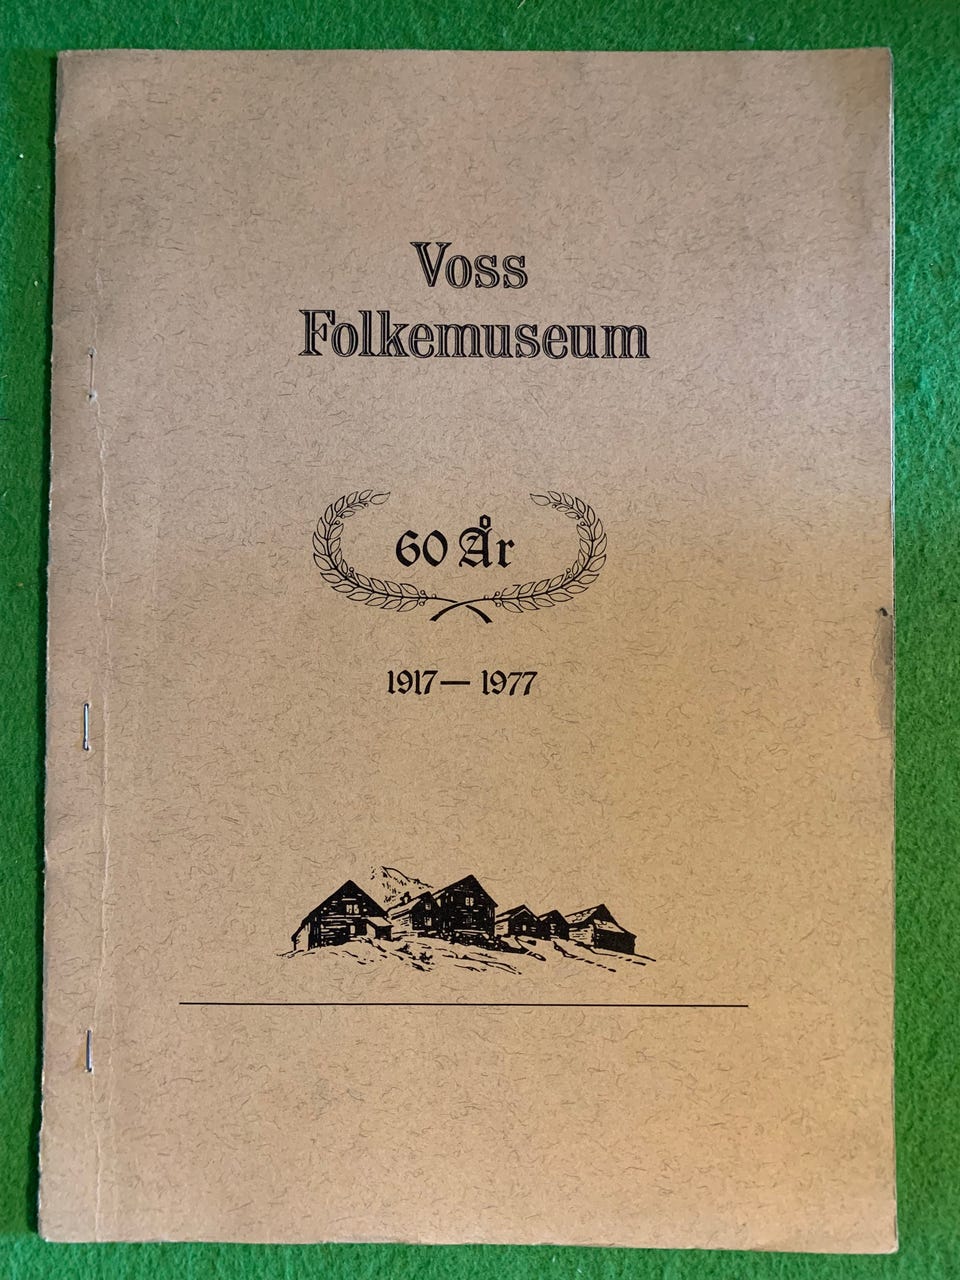 Voss
Folkemuseum
60 År
1917 — 1977